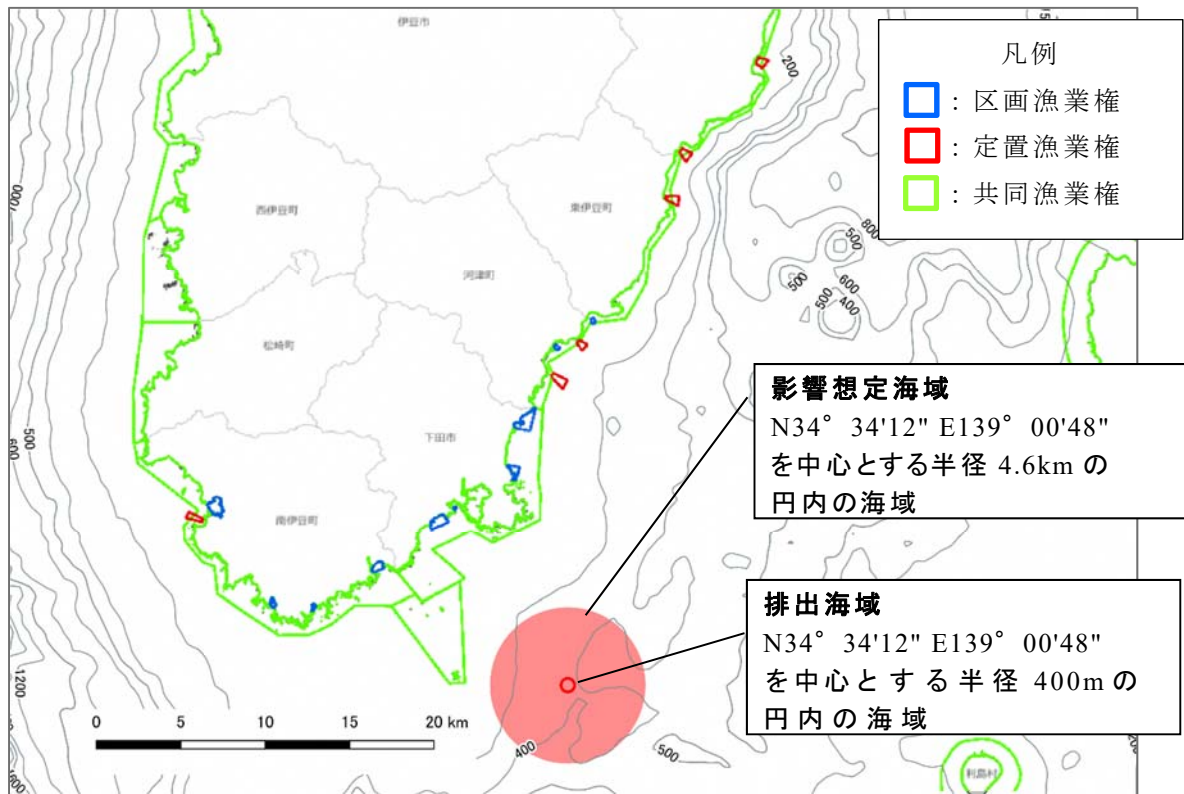 伊豆市
200
凡例
: 区画漁業権
: 定置漁業権
: 共同漁業権
西伊豆町
東伊豆町
河津町
松崎町
下田市
南伊豆町
800
500
500
600
500
400
500
600
影響想定海域
N34° 34'12" E139° 00'48"
を中心とする半径 4.6km の
円内の海域
排出海域
N34° 34'12" E139° 00'48"
を中心とする半径 400m の
円内の海域
1200
0 5 10 15 20 km
400
500
利島村